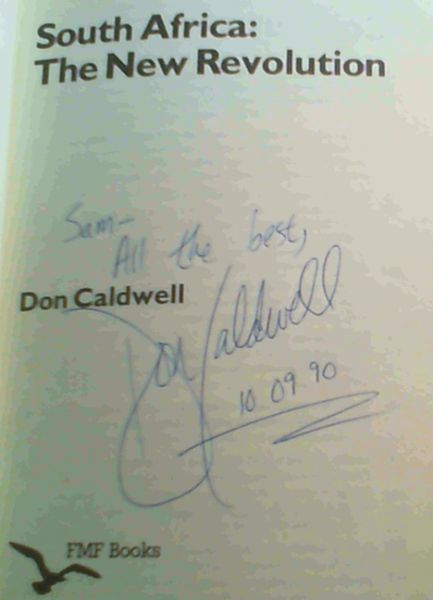 South Africa:
The New Revolution
Sam-
All the best,
Don Caldwell
Don Caldwell
10 09 90
FMF Books